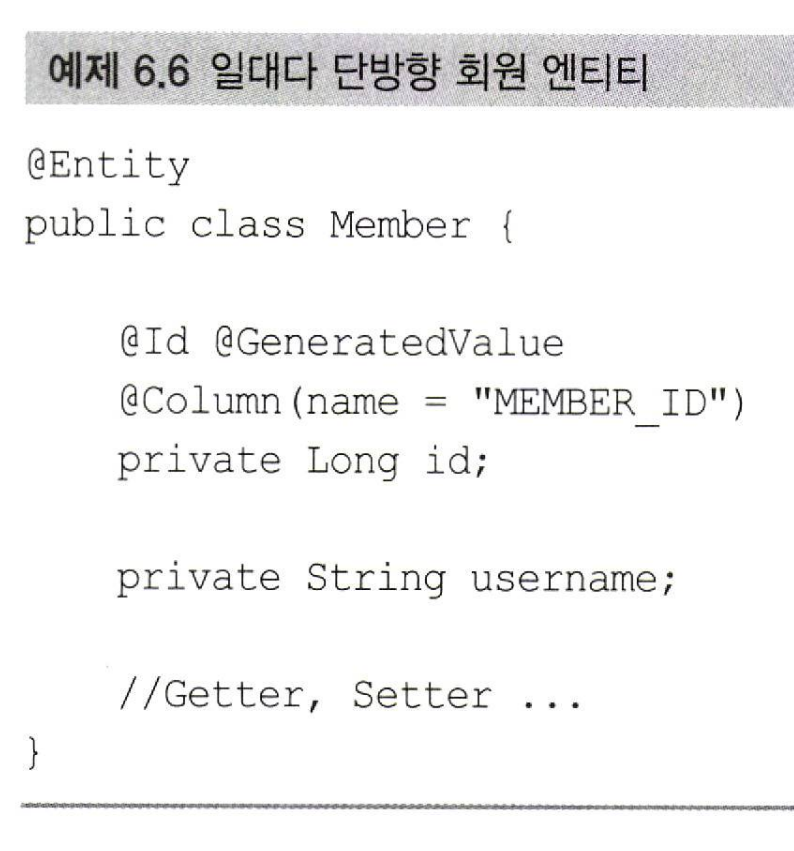 예제 6.6 일대다 단방향 회원 엔티티
@Entity
public class Member {
@Id @GeneratedValue
@Column(name = "MEMBER_ID")
private Long id;
private String username;
//Getter, Setter ...
}